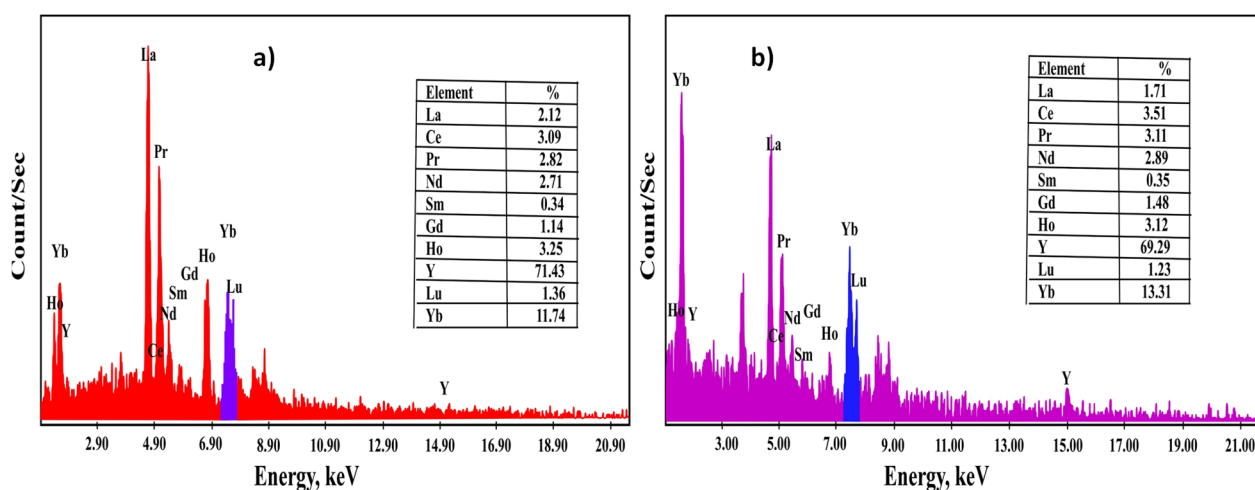 a)
Count/Sec
La
Pr
Yb
Ho
Y
Ce
Nd
Sm
Gd
Ho
Yb
Lu
Y
Element %
La 2.12
Ce 3.09
Pr 2.82
Nd 2.71
Sm 0.34
Gd 1.14
Ho 3.25
Y 71.43
Lu 1.36
Yb 11.74
2.90 4.90 6.90 8.90 10.90 12.90 14.90 16.90 18.90 20.90
Energy, keV
b)
Count/Sec
Yb
La
Pr
Ho
Y
Ce
Nd
Sm
Gd
Ho
Yb
Lu
Y
Element %
La 1.71
Ce 3.51
Pr 3.11
Nd 2.89
Sm 0.35
Gd 1.48
Ho 3.12
Y 69.29
Lu 1.23
Yb 13.31
3.00 5.00 7.00 9.00 11.00 13.00 15.00 17.00 19.00 21.00
Energy, keV